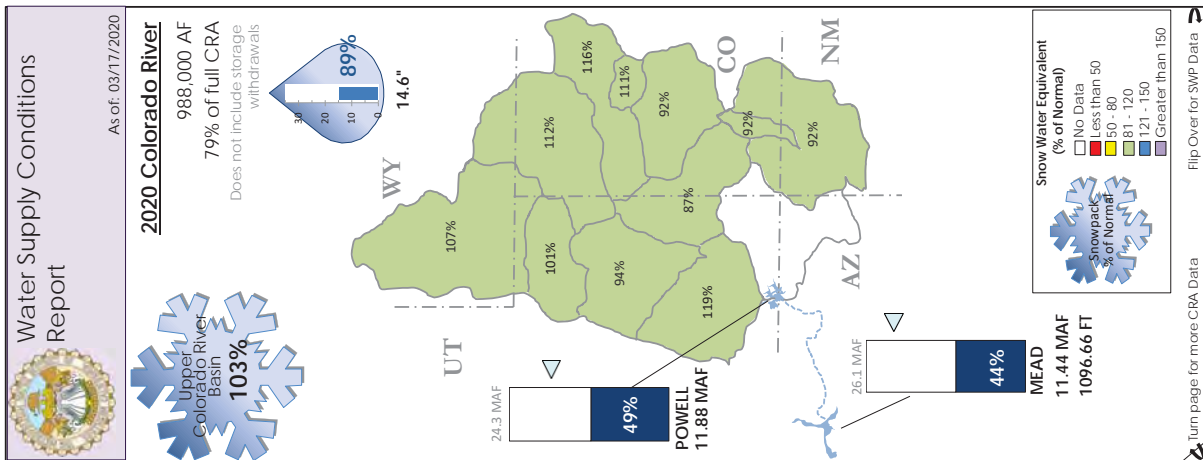 Water Supply Conditions
Report
As of: 03/17/2020
Upper
Colorado River
Basin
103%
2020 Colorado River
988,000 AF
79% of full CRA
Does not include storage
withdrawals
30
20
10
0
89%
14.6"
UT
WY
CO
NM
AZ
107%
101%
112%
116%
111%
94%
92%
119%
87%
92%
92%
24.3 MAF
49%
POWELL
11.88 MAF
26.1 MAF
44%
MEAD
11.44 MAF
1096.66 FT
Snowpack
% of Normal
Snow Water Equivalent
(% of Normal)
No Data
Less than 50
50 - 80
81 - 120
121 - 150
Greater than 150
Turn page for more CRA Data
Flip Over for SWP Data